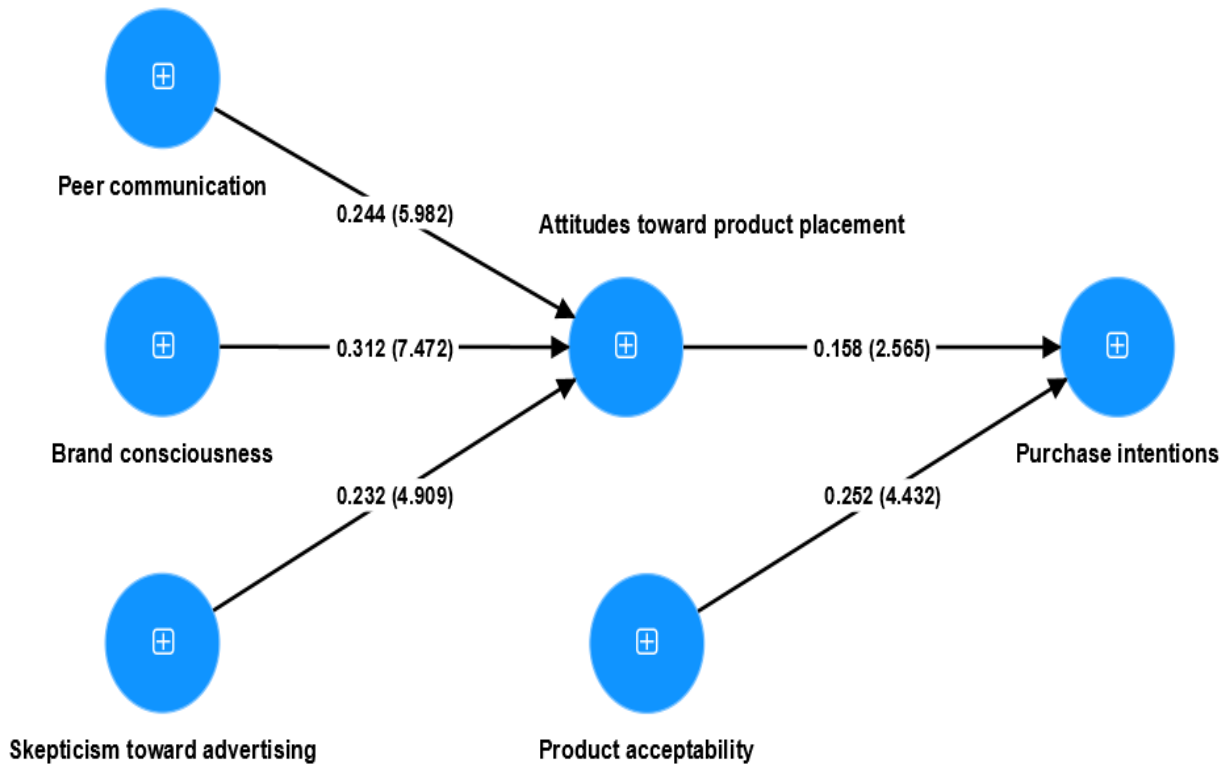 Peer communication
0.244 (5.982)
Attitudes toward product placement
0.312 (7.472)
0.158 (2.565)
Brand consciousness
Purchase intentions
0.232 (4.909)
0.252 (4.432)
Skepticism toward advertising
Product acceptability